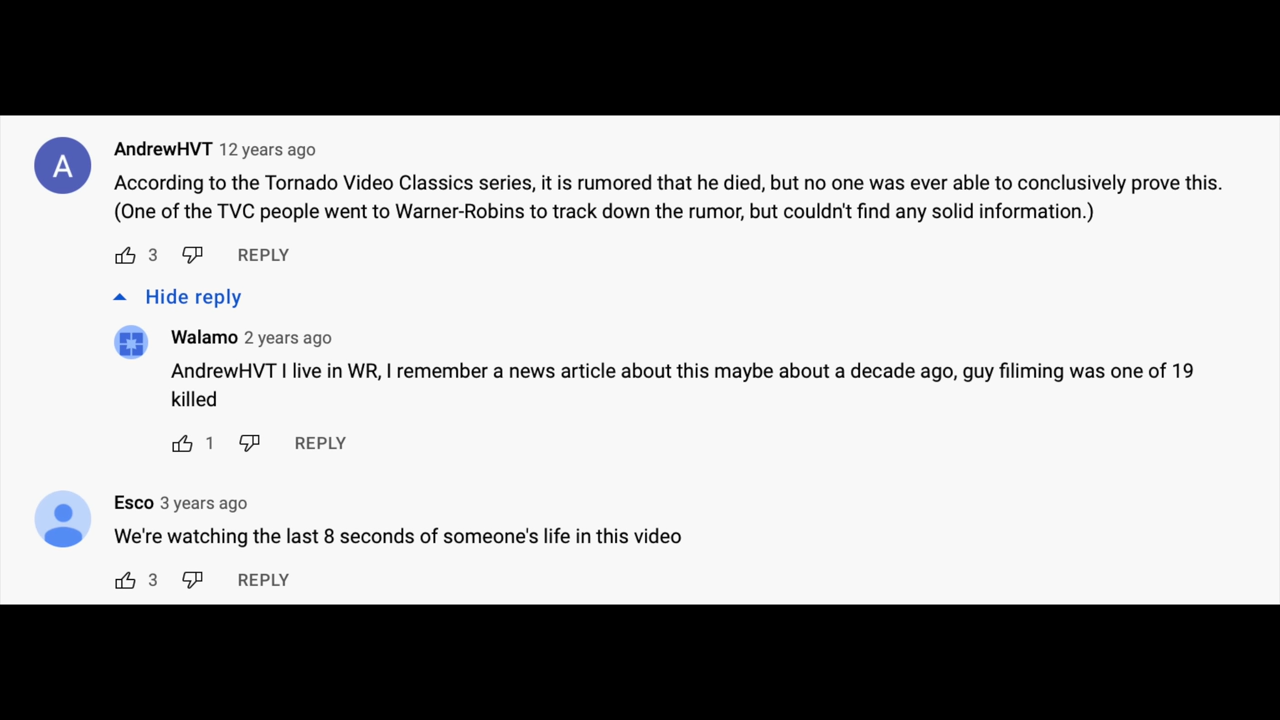 A
AndrewHVT 12 years ago
According to the Tornado Video Classics series, it is rumored that he died, but no one was ever able to conclusively prove this.
(One of the TVC people went to Warner-Robins to track down the rumor, but couldn't find any solid information.)
3 REPLY
Hide reply
Walamo 2 years ago
AndrewHVT I live in WR, I remember a news article about this maybe about a decade ago, guy filiming was one of 19
killed
1 REPLY
Esco 3 years ago
We're watching the last 8 seconds of someone's life in this video
3 REPLY